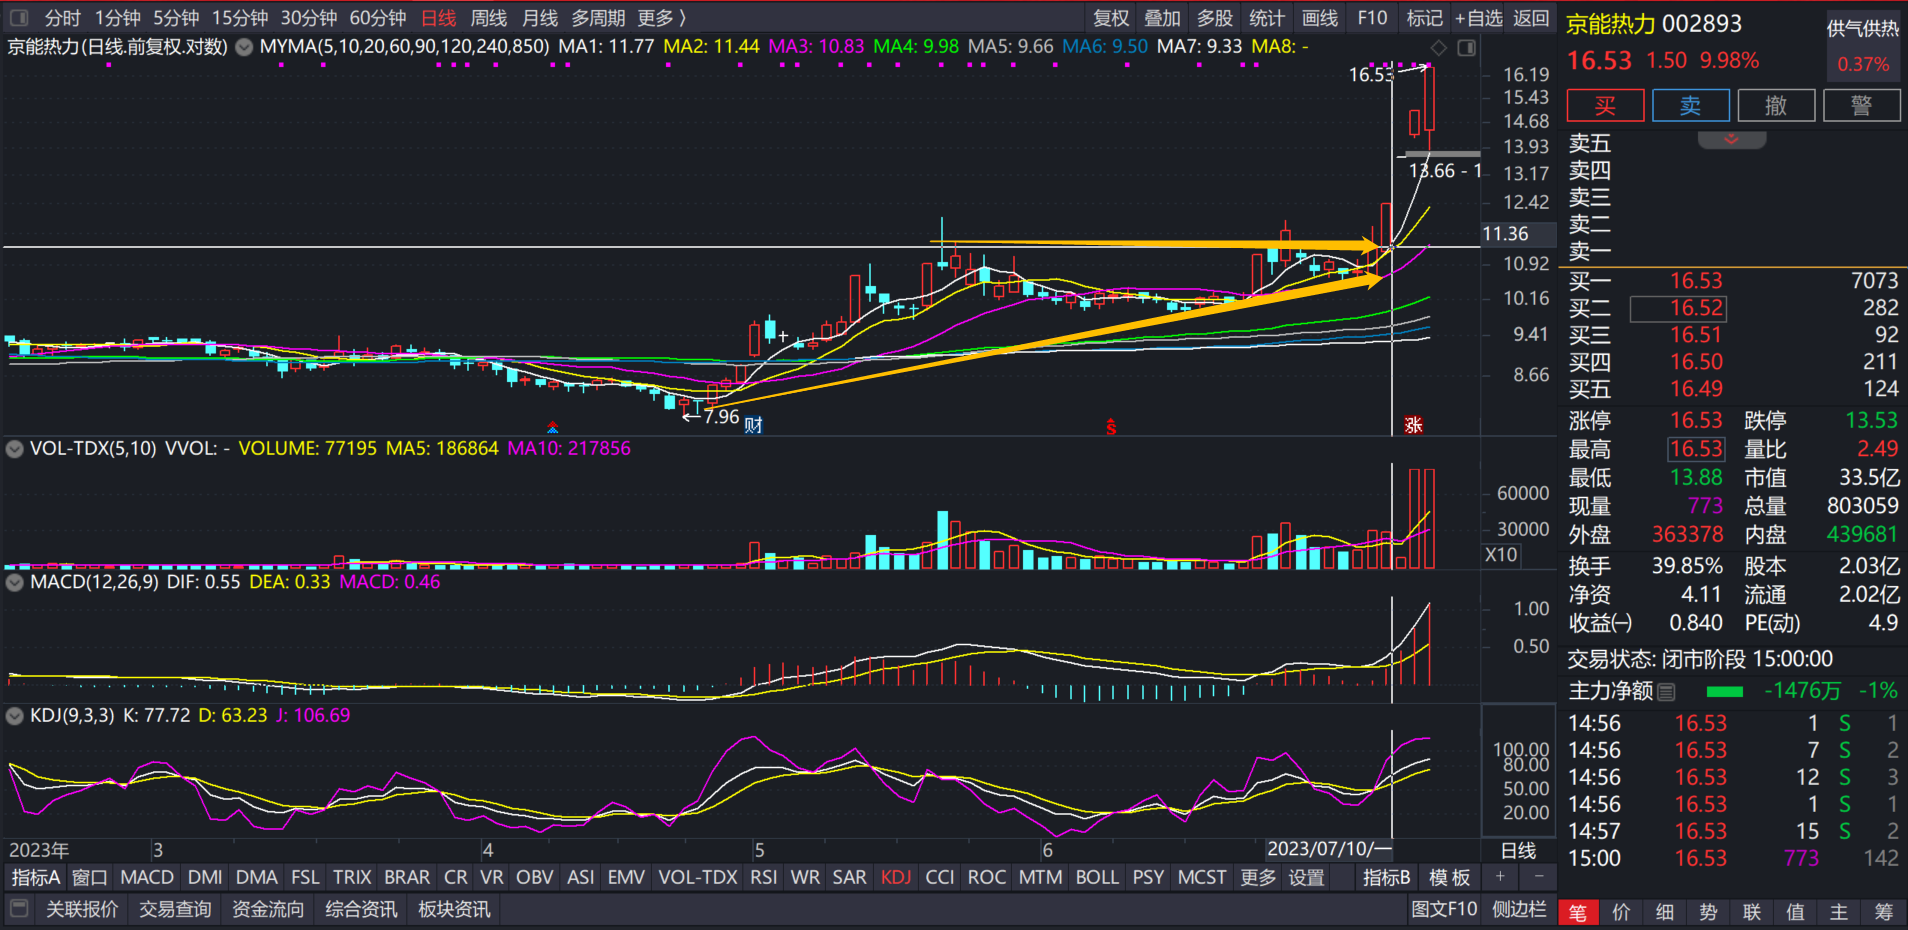 分时 1分钟 5分钟 15分钟 30分钟 60分钟 日线 周线 月线 多周期 更多 〉 复权 叠加 多股 统计 画线 F10 标记 +自选 返回
京能热力(日线.前复权.对数) MYMA(5,10,20,60,90,120,240,850) MA1: 11.77 MA2: 11.44 MA3: 10.83 MA4: 9.98 MA5: 9.66 MA6: 9.50 MA7: 9.33 MA8: -
16.53
16.19
15.43
14.68
13.93
13.66 - 1
13.17
12.42
11.36
10.92
10.16
9.41
8.66
←7.96
财
$
涨
VOL-TDX(5,10) VVOL: - VOLUME: 77195 MA5: 186864 MA10: 217856
60000
30000
X10
MACD(12,26,9) DIF: 0.55 DEA: 0.33 MACD: 0.46
1.00
0.50
KDJ(9,3,3) K: 77.72 D: 63.23 J: 106.69
100.00
80.00
50.00
20.00
2023年 3 4 5 6 2023/07/10/一 日线
指标A 窗口 MACD DMI DMA FSL TRIX BRAR CR VR OBV ASI EMV VOL-TDX RSI WR SAR KDJ CCI ROC MTM BOLL PSY MCST 更多 设置 指标B 模板 + -
关联报价 交易查询 资金流向 综合资讯 板块资讯 图文F10 侧边栏
京能热力 002893 供气供热
16.53 1.50 9.98% 0.37%
买 卖 撤 警
卖五
卖四
卖三
卖二
卖一
买一 16.53 7073
买二 16.52 282
买三 16.51 92
买四 16.50 211
买五 16.49 124
涨停 16.53 跌停 13.53
最高 16.53 量比 2.49
最低 13.88 市值 33.5亿
现量 773 总量 803059
外盘 363378 内盘 439681
换手 39.85% 股本 2.03亿
净资 4.11 流通 2.02亿
收益㈠ 0.840 PE(动) 4.9
交易状态: 闭市阶段 15:00:00
主力净额 -1476万 -1%
14:56 16.53 1 S 1
14:56 16.53 7 S 2
14:56 16.53 12 S 3
14:56 16.53 1 S 1
14:57 16.53 15 S 2
15:00 16.53 773 142
笔 价 细 势 联 值 主 筹